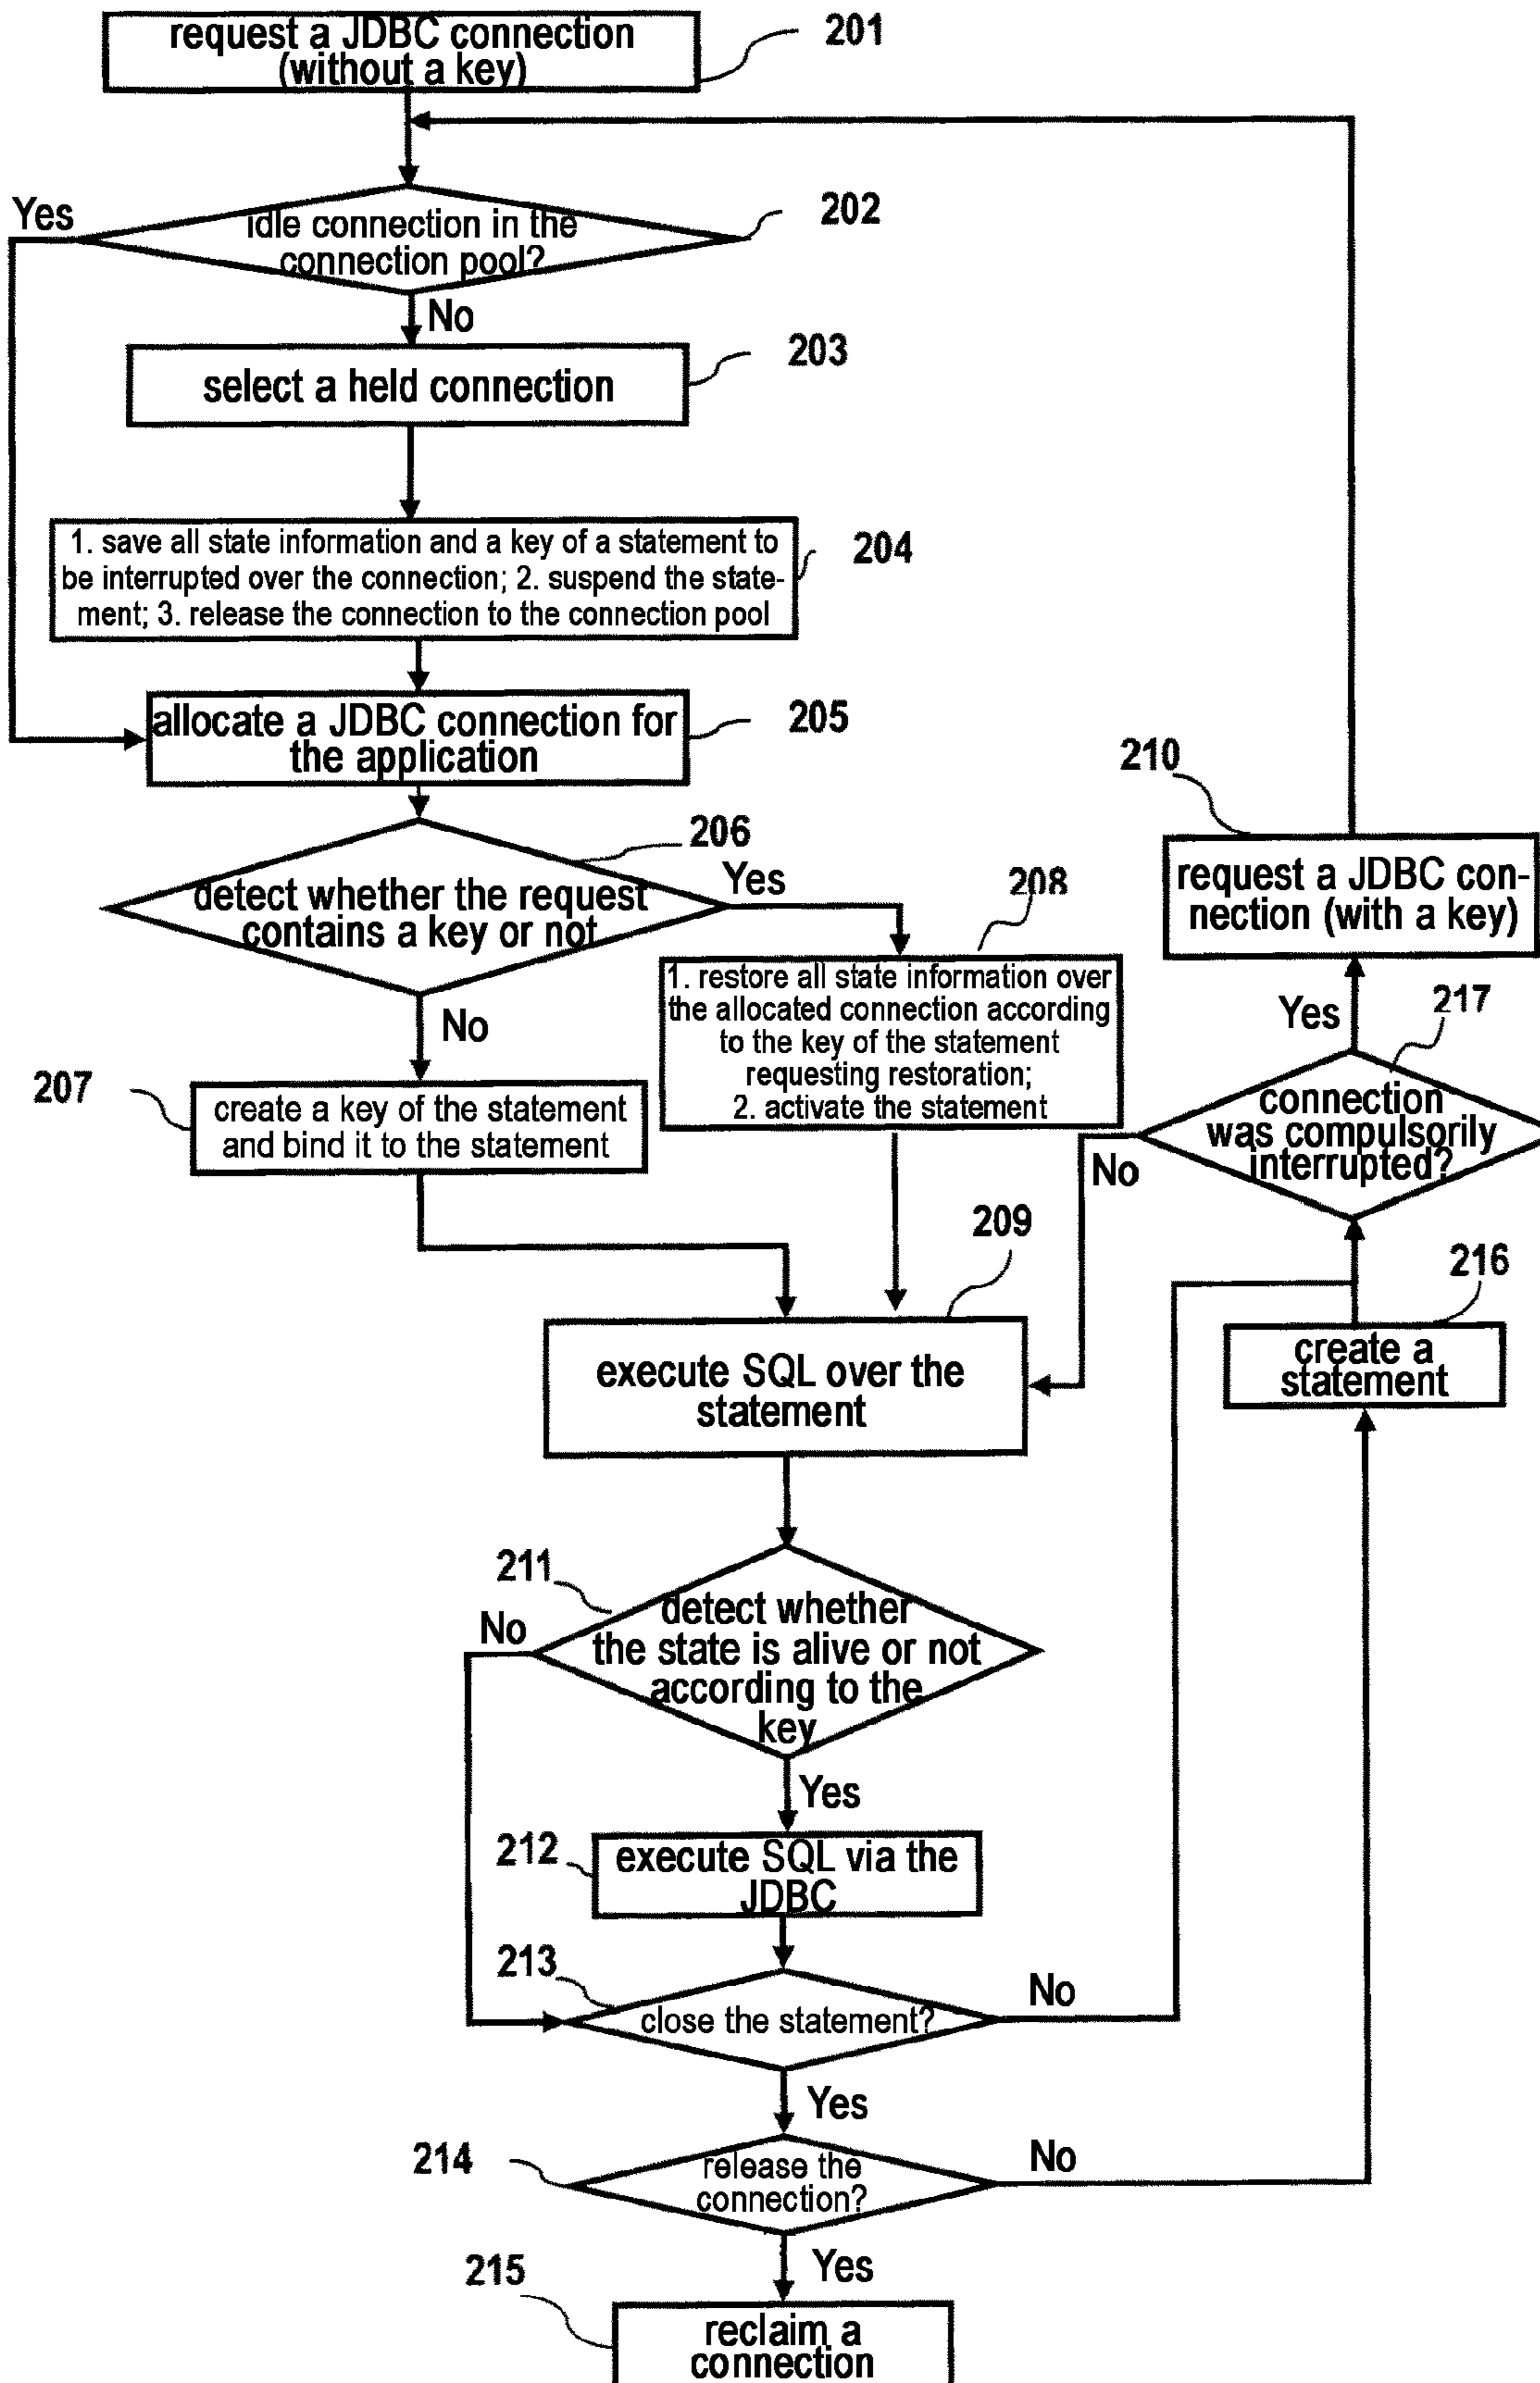 request a JDBC connection
(without a key)
201
Yes
idle connection in the
connection pool?
202
No
select a held connection
203
1. save all state information and a key of a statement to
be interrupted over the connection; 2. suspend the state-
ment; 3. release the connection to the connection pool
204
allocate a JDBC connection for
the application
205
210
request a JDBC con-
nection (with a key)
206
detect whether the request
contains a key or not
Yes
208
1. restore all state information over
the allocated connection according
to the key of the statement
requesting restoration;
2. activate the statement
Yes
217
connection
was compulsorily
interrupted?
No
No
207
create a key of the statement
and bind it to the statement
209
execute SQL over the
statement
216
create a
statement
211
No
detect whether
the state is alive or not
according to the
key
Yes
212
execute SQL via the
JDBC
213
close the statement?
No
Yes
214
release the
connection?
No
Yes
215
reclaim a
connection